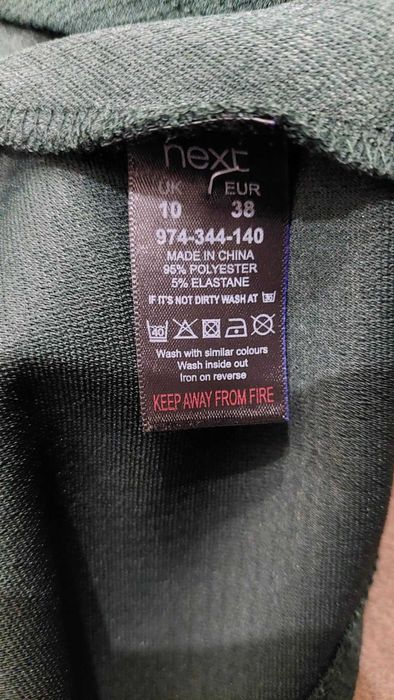 next
UK EUR
10 38
974-344-140
MADE IN CHINA
95% POLYESTER
5% ELASTANE
IF IT'S NOT DIRTY WASH AT 30
40
Wash with similar colours
Wash inside out
Iron on reverse
KEEP AWAY FROM FIRE